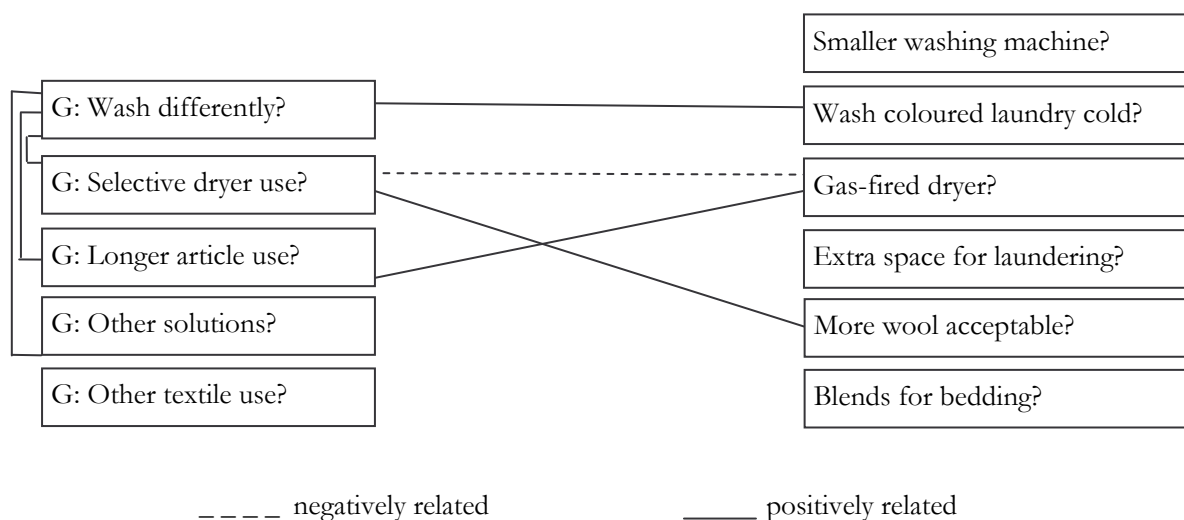 Smaller washing machine?
G: Wash differently?
Wash coloured laundry cold?
G: Selective dryer use?
Gas-fired dryer?
G: Longer article use?
Extra space for laundering?
G: Other solutions?
More wool acceptable?
G: Other textile use?
Blends for bedding?
negatively related
positively related